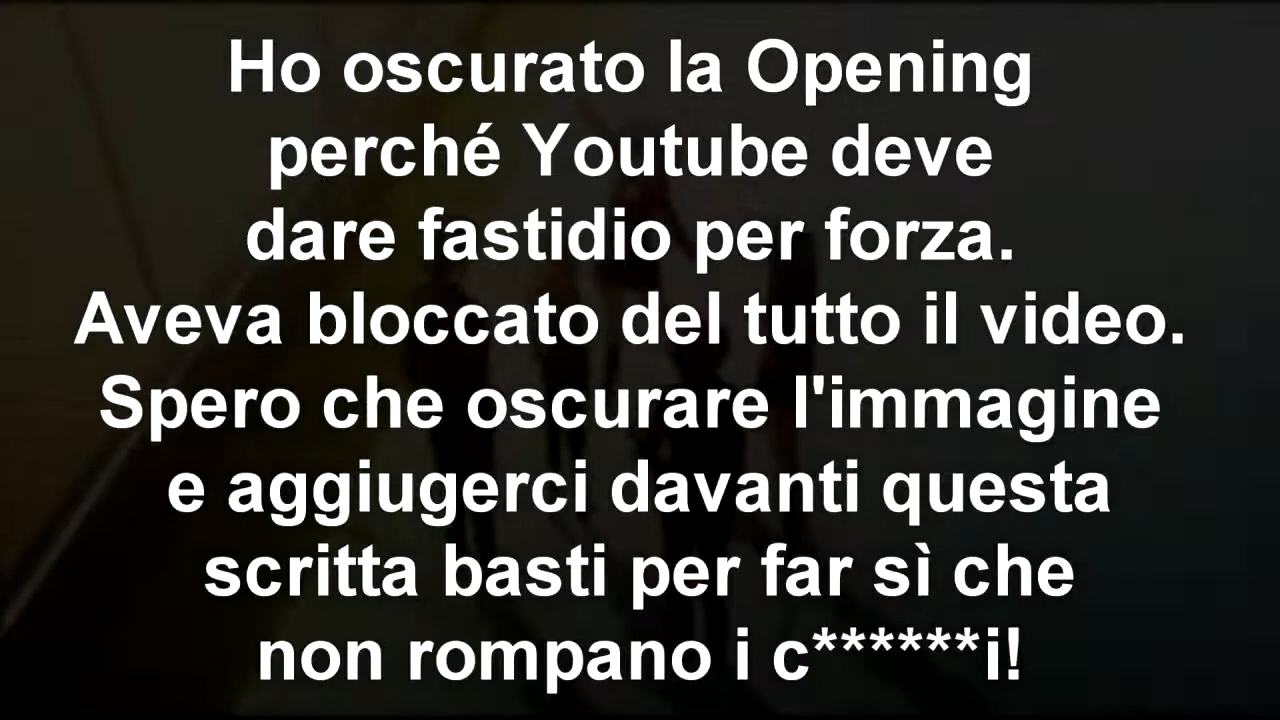 Ho oscurato la Opening
perché Youtube deve
dare fastidio per forza.
Aveva bloccato del tutto il video.
Spero che oscurare l'immagine
e aggiugerci davanti questa
scritta basti per far sì che
non rompano i c******i!